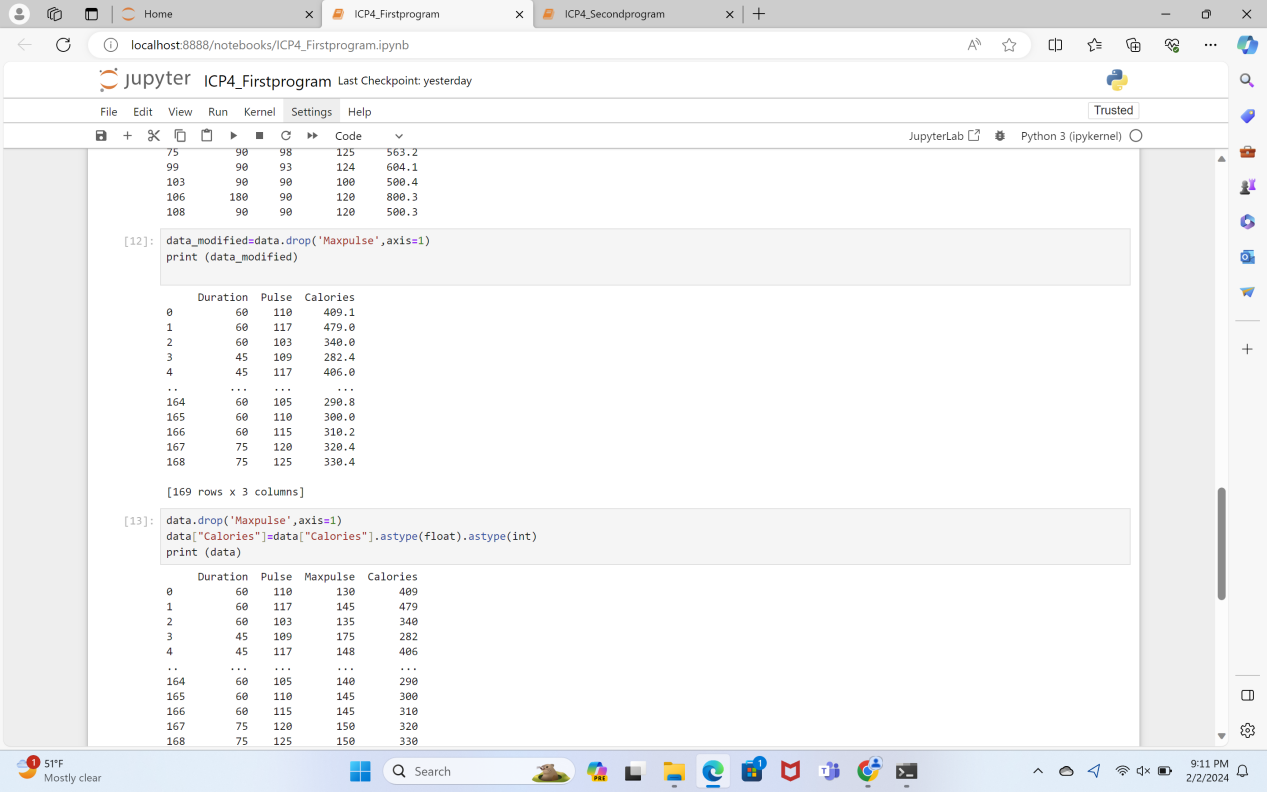 Home
ICP4_Firstprogram
ICP4_Secondprogram
localhost:8888/notebooks/ICP4_Firstprogram.ipynb
jupyter ICP4_Firstprogram Last Checkpoint: yesterday
File Edit View Run Kernel Settings Help
Trusted
Code
JupyterLab
Python 3 (ipykernel)
75 90 98 125 563.2
99 90 93 124 604.1
103 90 90 100 500.4
106 180 90 120 800.3
108 90 90 120 500.3
[12]: data_modified=data.drop('Maxpulse',axis=1)
print (data_modified)
Duration Pulse Calories
0 60 110 409.1
1 60 117 479.0
2 60 103 340.0
3 45 109 282.4
4 45 117 406.0
.. ... ... ...
164 60 105 290.8
165 60 110 300.0
166 60 115 310.2
167 75 120 320.4
168 75 125 330.4
[169 rows x 3 columns]
[13]: data.drop('Maxpulse',axis=1)
data["Calories"]=data["Calories"].astype(float).astype(int)
print (data)
Duration Pulse Maxpulse Calories
0 60 110 130 409
1 60 117 145 479
2 60 103 135 340
3 45 109 175 282
4 45 117 148 406
.. ... ... ... ...
164 60 105 140 290
165 60 110 145 300
166 60 115 145 310
167 75 120 150 320
168 75 125 150 330
1
51°F
Mostly clear
Search
PRE
1
9:11 PM
2/2/2024